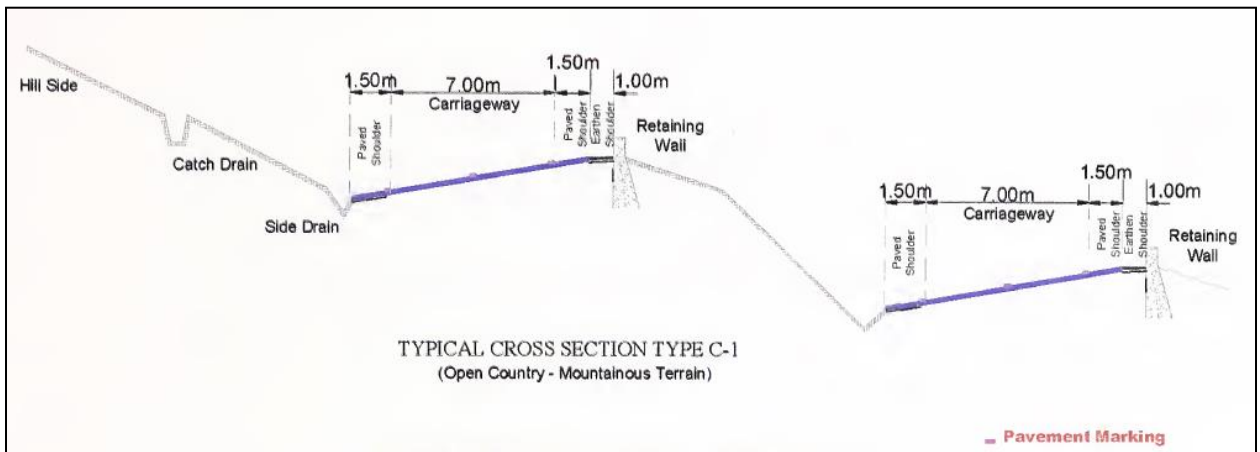 Hill Side
Catch Drain
Side Drain
1.50m
7.00m
Carriageway
1.50m
1.00m
Paved
Shoulder
Paved
Shoulder
Earthen
Shoulder
Retaining
Wall
1.50m
7.00m
Carriageway
1.50m
1.00m
Paved
Shoulder
Paved
Shoulder
Earthen
Shoulder
Retaining
Wall
TYPICAL CROSS SECTION TYPE C-1
(Open Country - Mountainous Terrain)
Pavement Marking